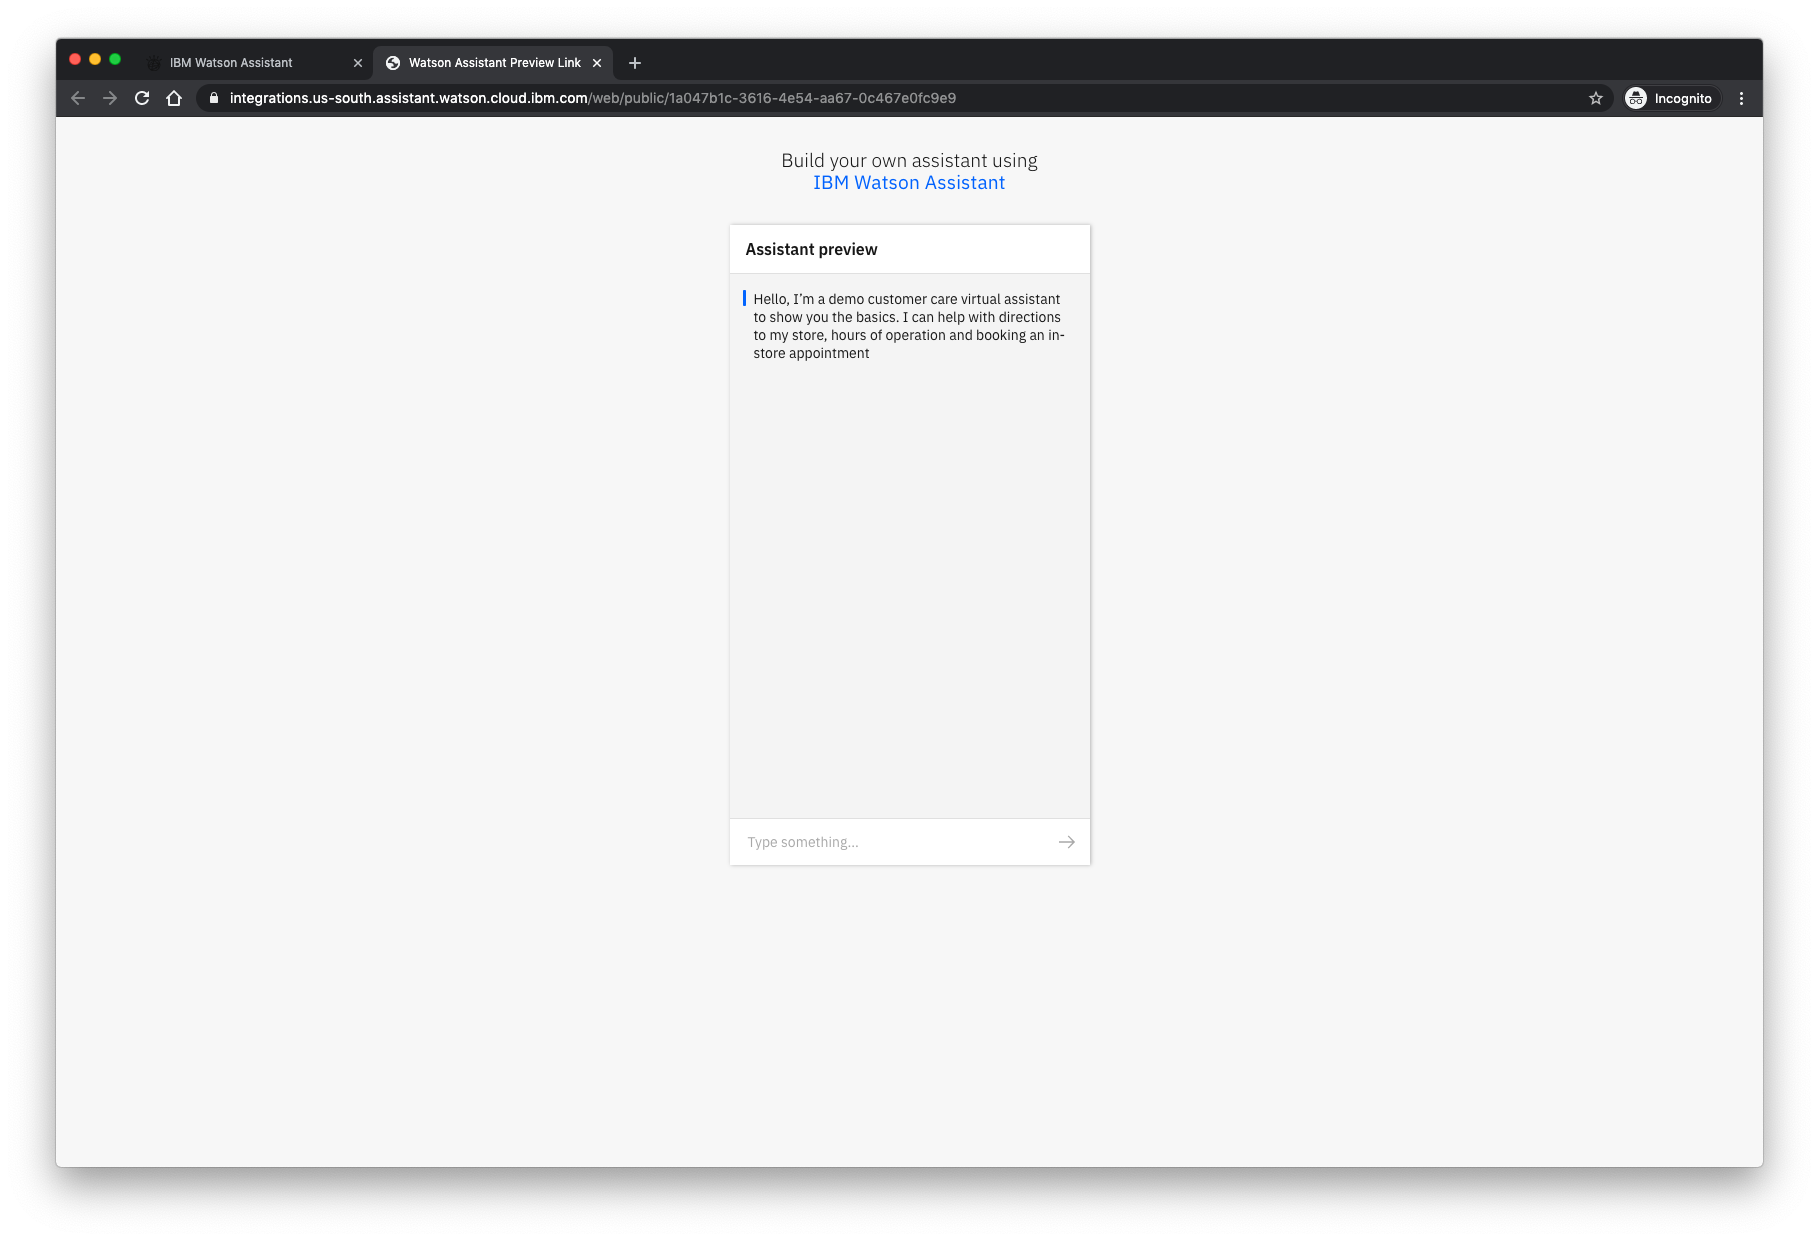 IBM Watson Assistant
Watson Assistant Preview Link
integrations.us-south.assistant.watson.cloud.ibm.com/web/public/1a047b1c-3616-4e54-aa67-0c467e0fc9e9
Incognito
Build your own assistant using
IBM Watson Assistant
Assistant preview
Hello, I'm a demo customer care virtual assistant
to show you the basics. I can help with directions
to my store, hours of operation and booking an in-
store appointment
Type something...